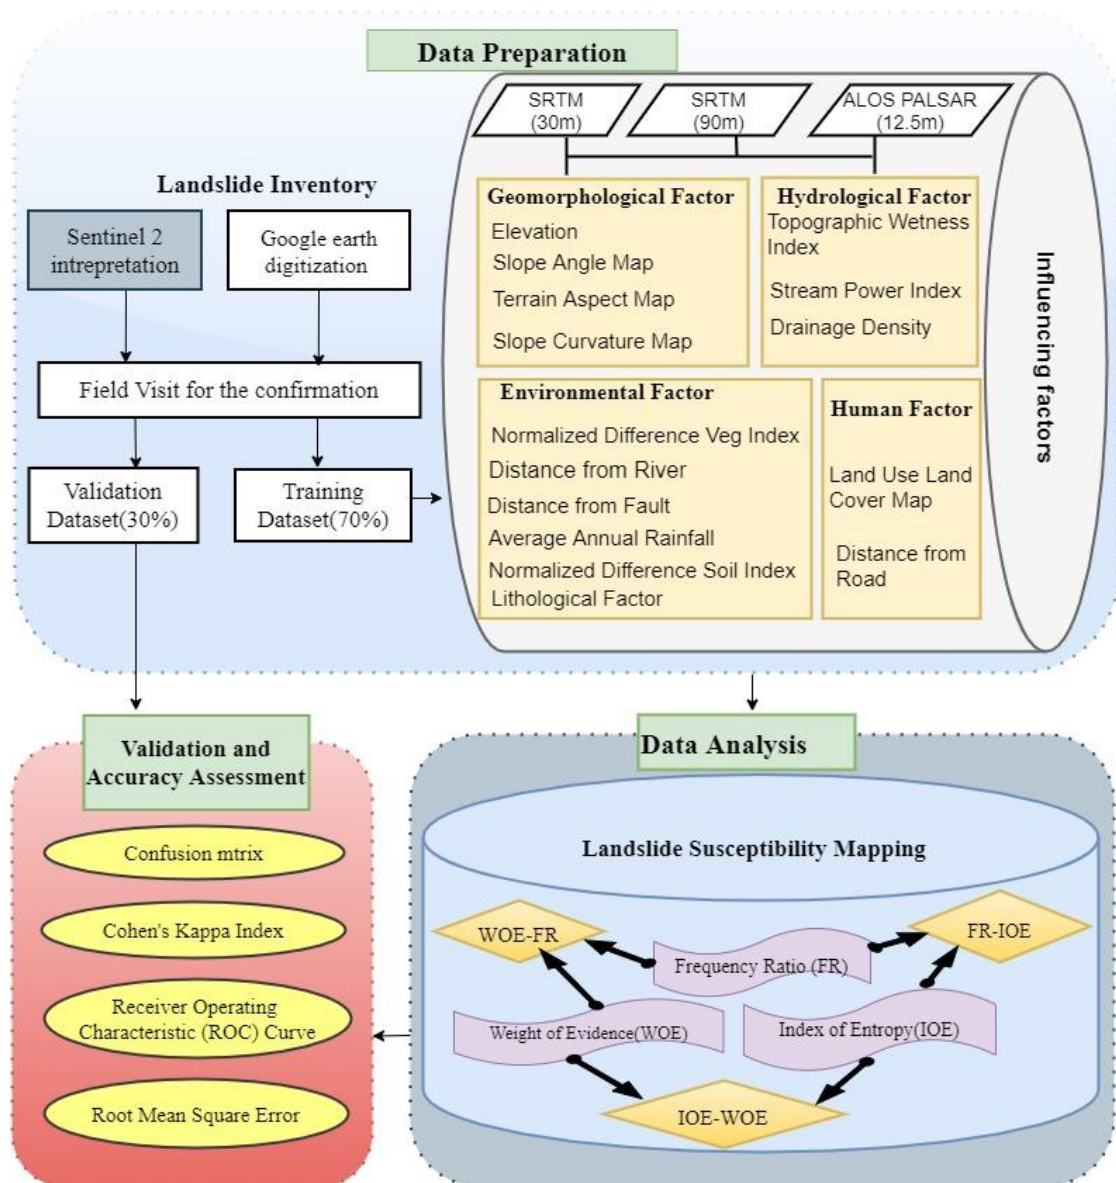 Data Preparation
SRTM
(30m)
SRTM
(90m)
ALOS PALSAR
(12.5m)
Landslide Inventory
Sentinel 2
intrepretation
Google earth
digitization
Field Visit for the confirmation
Validation
Dataset(30%)
Training
Dataset(70%)
Geomorphological Factor
Elevation
Slope Angle Map
Terrain Aspect Map
Slope Curvature Map
Hydrological Factor
Topographic Wetness
Index
Stream Power Index
Drainage Density
Environmental Factor
Normalized Difference Veg Index
Distance from River
Distance from Fault
Average Annual Rainfall
Normalized Difference Soil Index
Lithological Factor
Human Factor
Land Use Land
Cover Map
Distance from
Road
Influencing factors
Validation and
Accuracy Assessment
Confusion mtrix
Cohen's Kappa Index
Receiver Operating
Characteristic (ROC) Curve
Root Mean Square Error
Data Analysis
Landslide Susceptibility Mapping
WOE-FR
FR-IOE
Frequency Ratio (FR)
Weight of Evidence(WOE)
Index of Entropy(IOE)
IOE-WOE